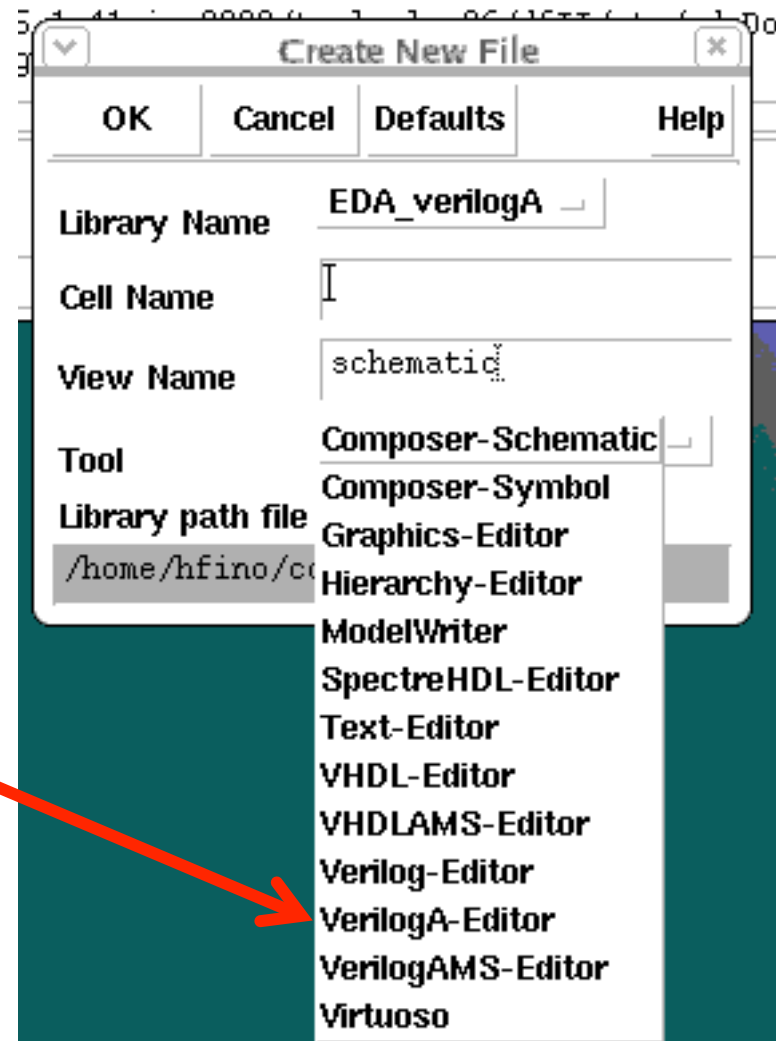 Create New File
OK Cancel Defaults Help
Library Name EDA_verilogA
Cell Name
View Name schematic
Tool Composer-Schematic
Composer-Symbol
Library path file
Graphics-Editor
/home/hfino/
Hierarchy-Editor
ModelWriter
SpectreHDL-Editor
Text-Editor
VHDL-Editor
VHDLAMS-Editor
Verilog-Editor
VerilogA-Editor
VerilogAMS-Editor
Virtuoso